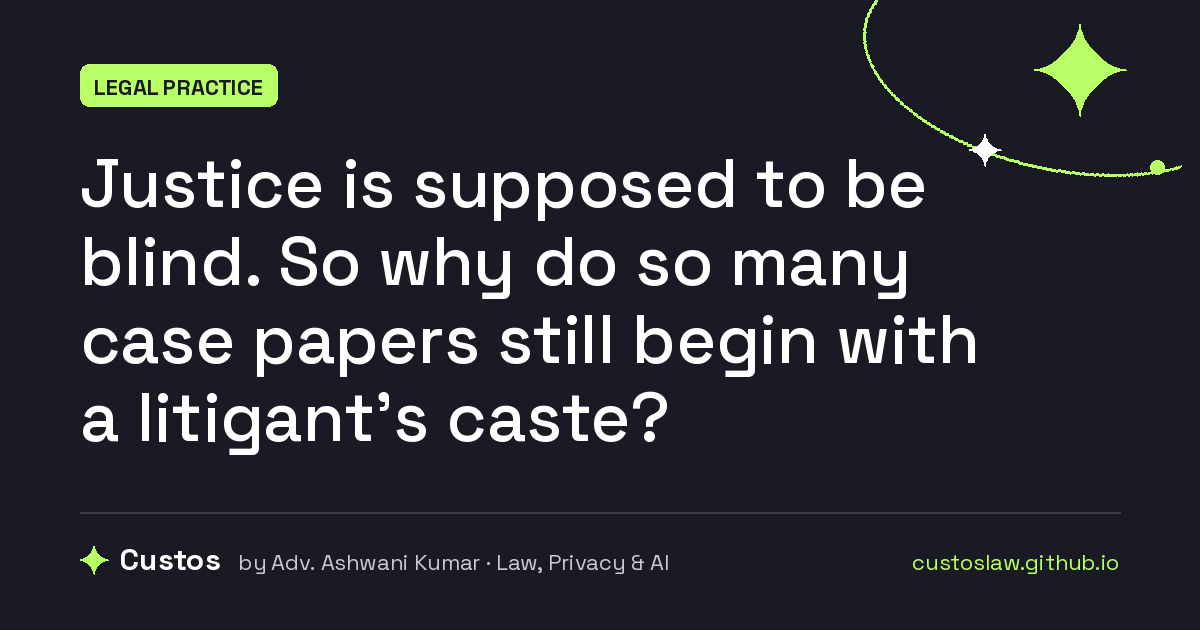 LEGAL PRACTICE
Justice is supposed to be
blind. So why do so many
case papers still begin with
a litigant’s caste?
Custos by Adv. Ashwani Kumar · Law, Privacy & AI
custoslaw.github.io